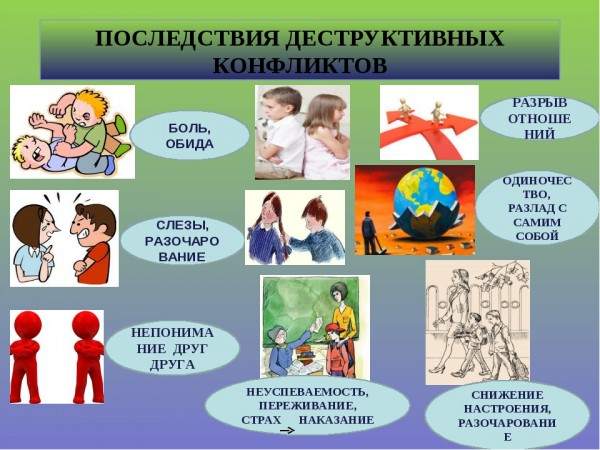 ПОСЛЕДСТВИЯ ДЕСТРУКТИВНЫХ
КОНФЛИКТОВ
БОЛЬ,
ОБИДА
РАЗРЫВ
ОТНОШЕ
НИЙ
СЛЕЗЫ,
РАЗОЧАРО
ВАНИЕ
ОДИНОЧЕС
ТВО,
РАЗЛАД С
САМИМ
СОБОЙ
НЕПОНИМА
НИЕ ДРУГ
ДРУГА
НЕУСПЕВАЕМОСТЬ,
ПЕРЕЖИВАНИЕ,
СТРАХ НАКАЗАНИЕ
СНИЖЕНИЕ
НАСТРОЕНИЯ,
РАЗОЧАРОВАНИ
Е